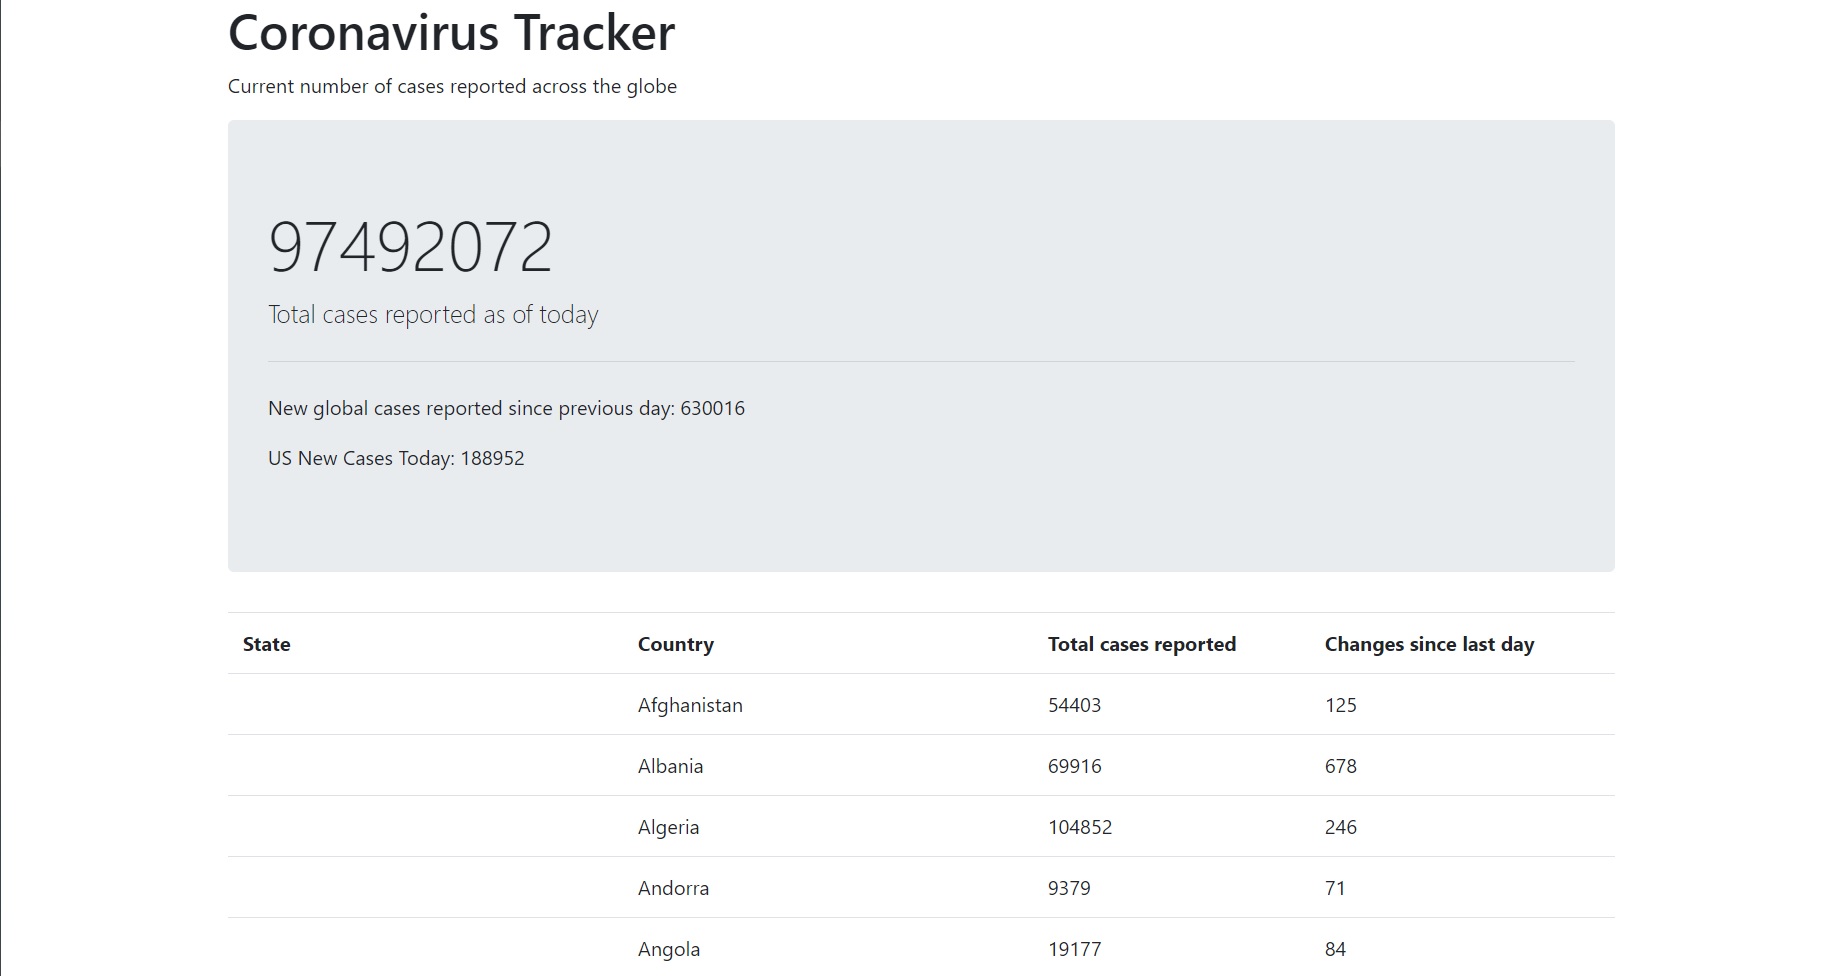 Coronavirus Tracker
Current number of cases reported across the globe
97492072
Total cases reported as of today
New global cases reported since previous day: 630016
US New Cases Today: 188952
State Country Total cases reported Changes since last day
Afghanistan 54403 125
Albania 69916 678
Algeria 104852 246
Andorra 9379 71
Angola 19177 84